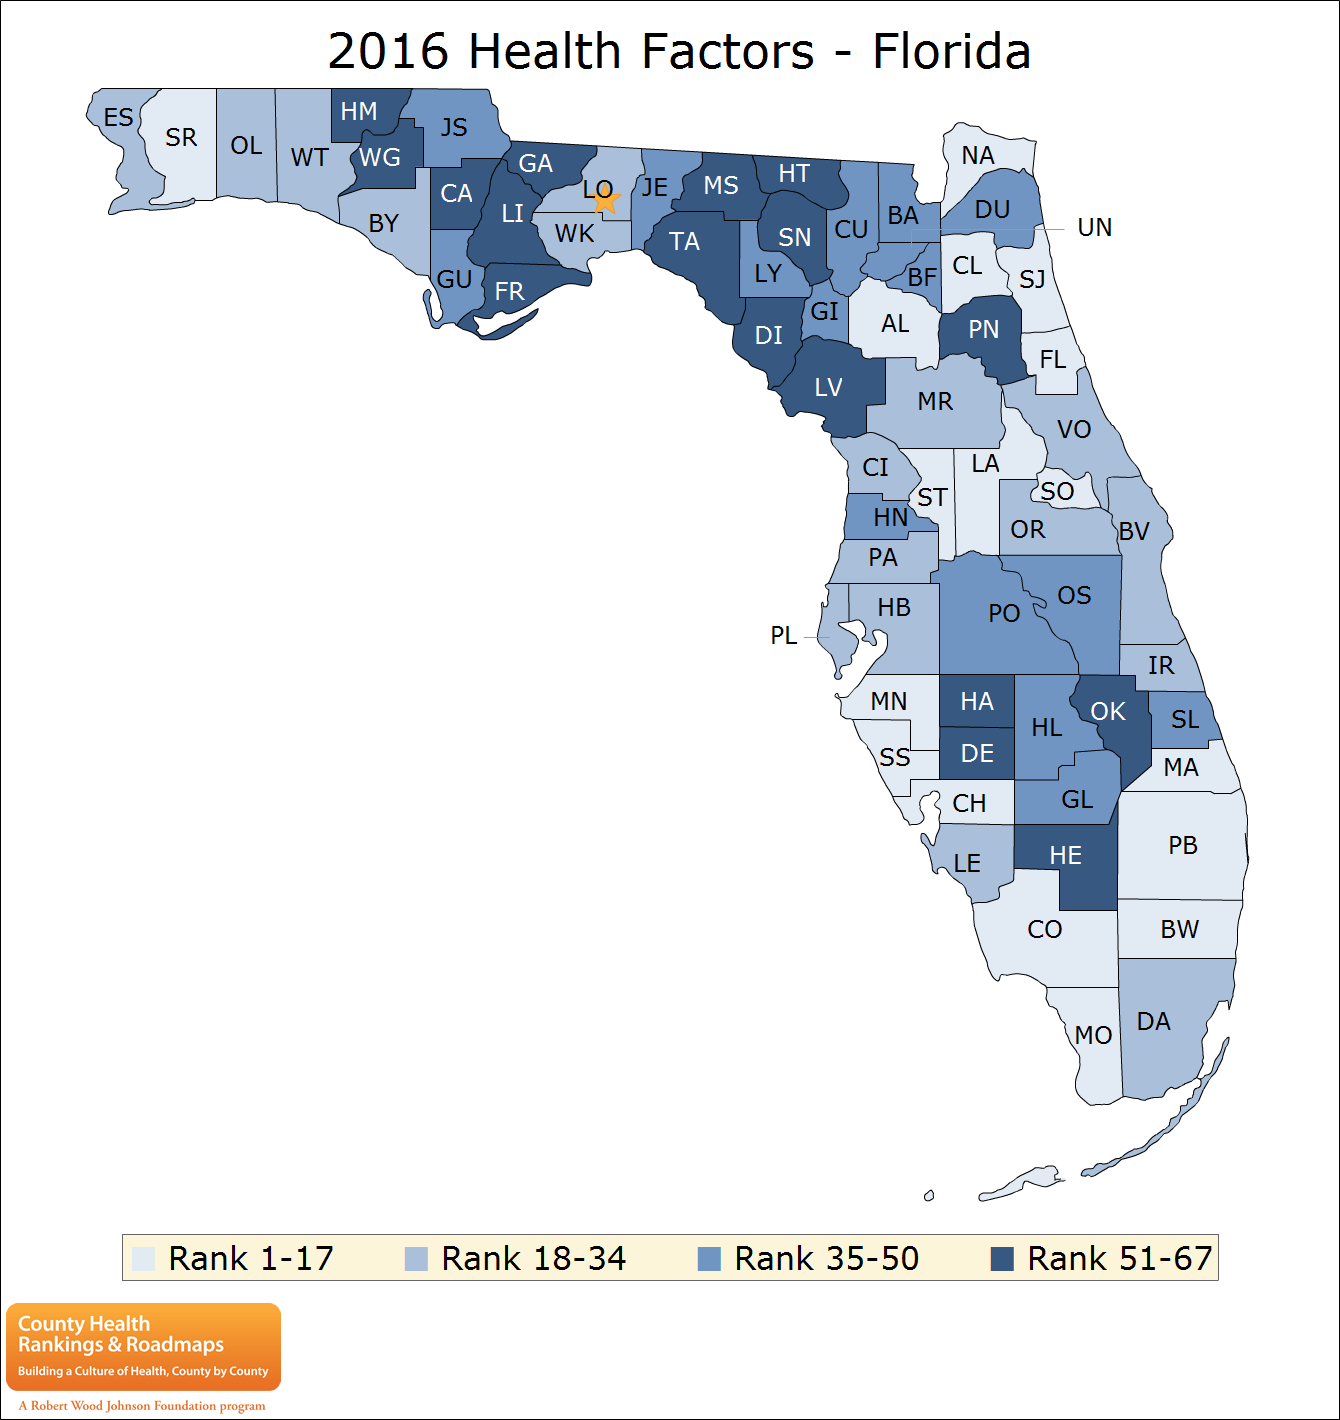 2016 Health Factors - Florida
ES
SR
OL
WT
HM
JS
WG
BY
CA
GU
LI
GA
FR
LO
WK
JE
MS
TA
HT
SN
LY
DI
CU
BA
NA
DU
UN
BF
CL
SJ
GI
AL
PN
FL
LV
MR
VO
CI
ST
LA
SO
HN
OR
BV
PA
HB
PL
PO
OS
IR
MN
HA
HL
OK
SL
SS
DE
MA
CH
GL
PB
LE
HE
CO
BW
MO
DA
Rank 1-17 Rank 18-34 Rank 35-50 Rank 51-67
County Health
Rankings & Roadmaps
Building a Culture of Health, County by County
A Robert Wood Johnson Foundation program